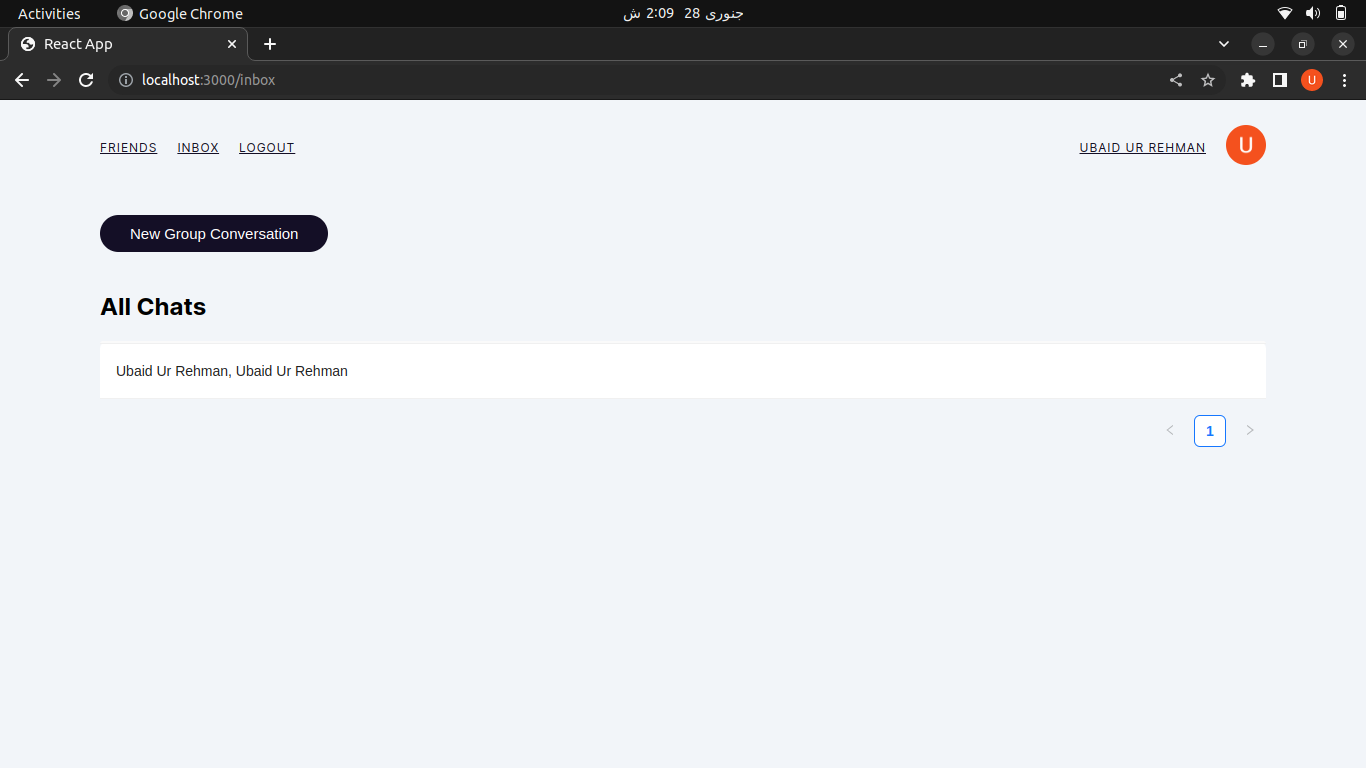 Activities Google Chrome جنوری 28 2:09 ش
React App
localhost:3000/inbox U
FRIENDS INBOX LOGOUT UBAID UR REHMAN U
New Group Conversation
All Chats
Ubaid Ur Rehman, Ubaid Ur Rehman
< 1 >